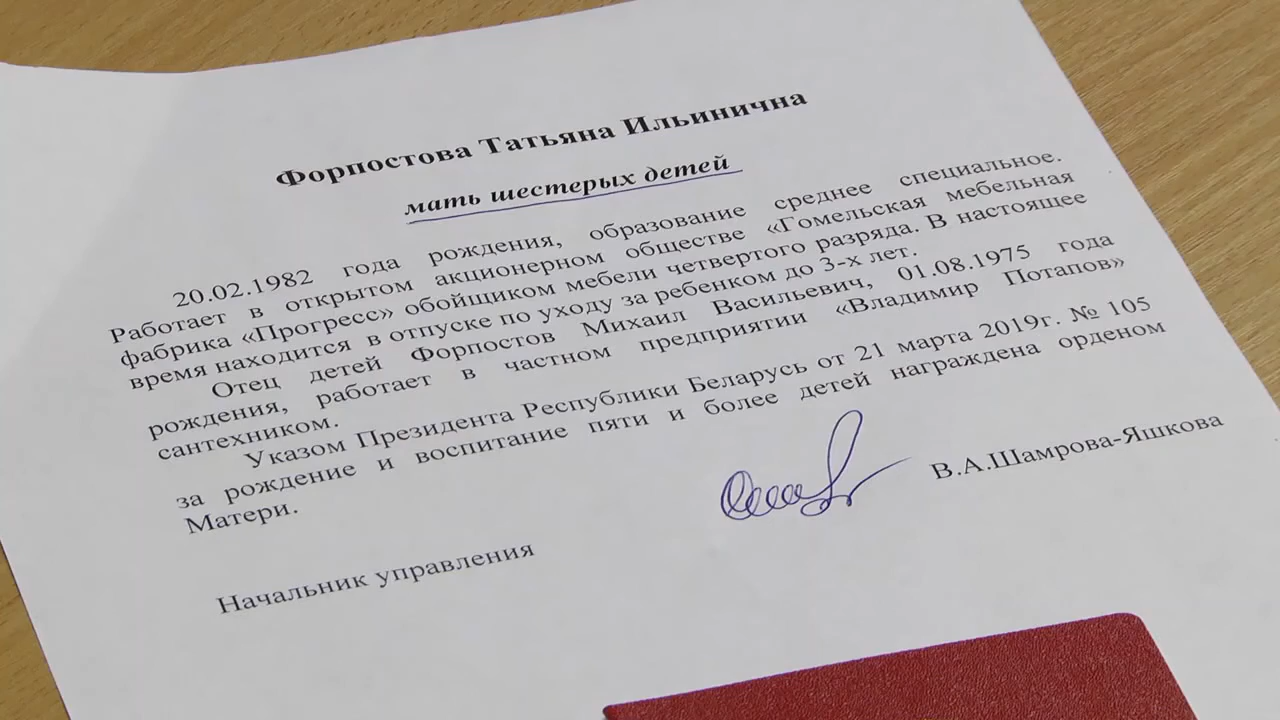 Форпостова Татьяна Ильинична
мать шестерых детей
20.02.1982 года рождения, образование среднее специальное.
Работает в открытом акционерном обществе «Гомельская мебельная
фабрика «Прогресс» обойщиком мебели четвертого разряда. В настоящее
время находится в отпуске по уходу за ребенком до 3-х лет.
Отец детей Форпостов Михаил Васильевич, 01.08.1975 года
рождения, работает в частном предприятии «Владимир Потапов»
сантехником.
Указом Президента Республики Беларусь от 21 марта 2019г. № 105
за рождение и воспитание пяти и более детей награждена орденом
Матери.
Начальник управления В.А.Шамрова-Яшкова